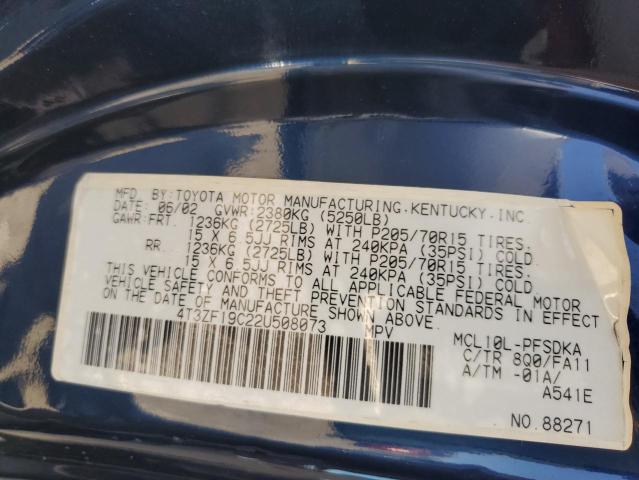 MFD. BY:TOYOTA MOTOR MANUFACTURING,KENTUCKY,INC.
DATE: 06/02 GVWR:2380KG (5250LB)
GAWR:FRT. 1236KG (2725LB) WITH P205/70R15 TIRES.
15 X 6.5JJ RIMS AT 240KPA (35PSI) COLD
RR. 1236KG (2725LB) WITH P205/70R15 TIRES.
15 X 6.5JJ RIMS AT 240KPA (35PSI) COLD.
THIS VEHICLE CONFORMS TO ALL APPLICABLE FEDERAL MOTOR
VEHICLE SAFETY AND THEFT PREVENTION STANDARDS IN EFFECT
ON THE DATE OF MANUFACTURE SHOWN ABOVE.
4T3ZF19C22U508073 MPV
MCL10L-PFSDKA
C/TR 8Q0/FA11
A/TM -01A/
A541E
NO.88271